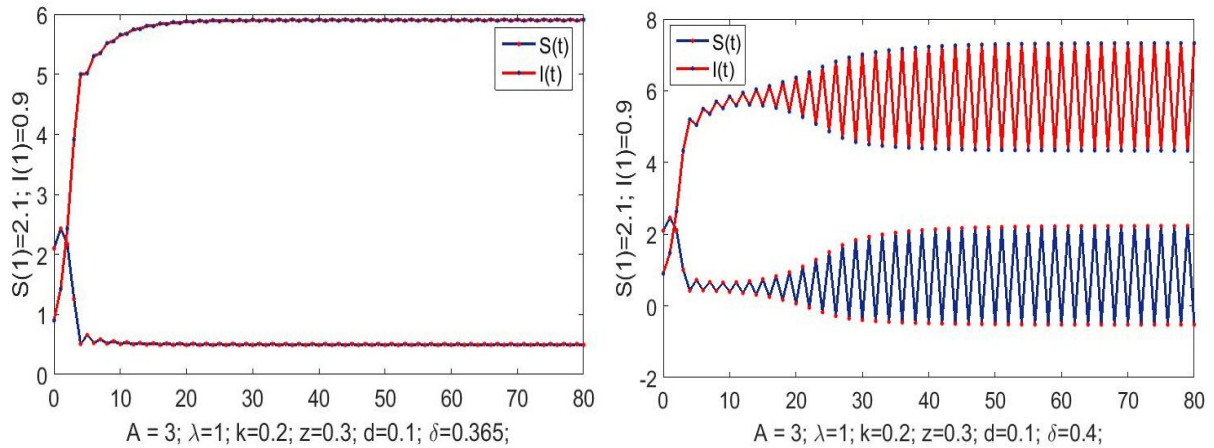 S(1)=2.1; I(1)=0.9
6
5
4
3
2
1
0
S(t)
I(t)
0 10 20 30 40 50 60 70 80
A = 3; λ=1; k=0.2; z=0.3; d=0.1; δ=0.365;
S(1)=2.1; I(1)=0.9
8
6
4
2
0
-2
S(t)
I(t)
0 10 20 30 40 50 60 70 80
A = 3; λ=1; k=0.2; z=0.3; d=0.1; δ=0.4;